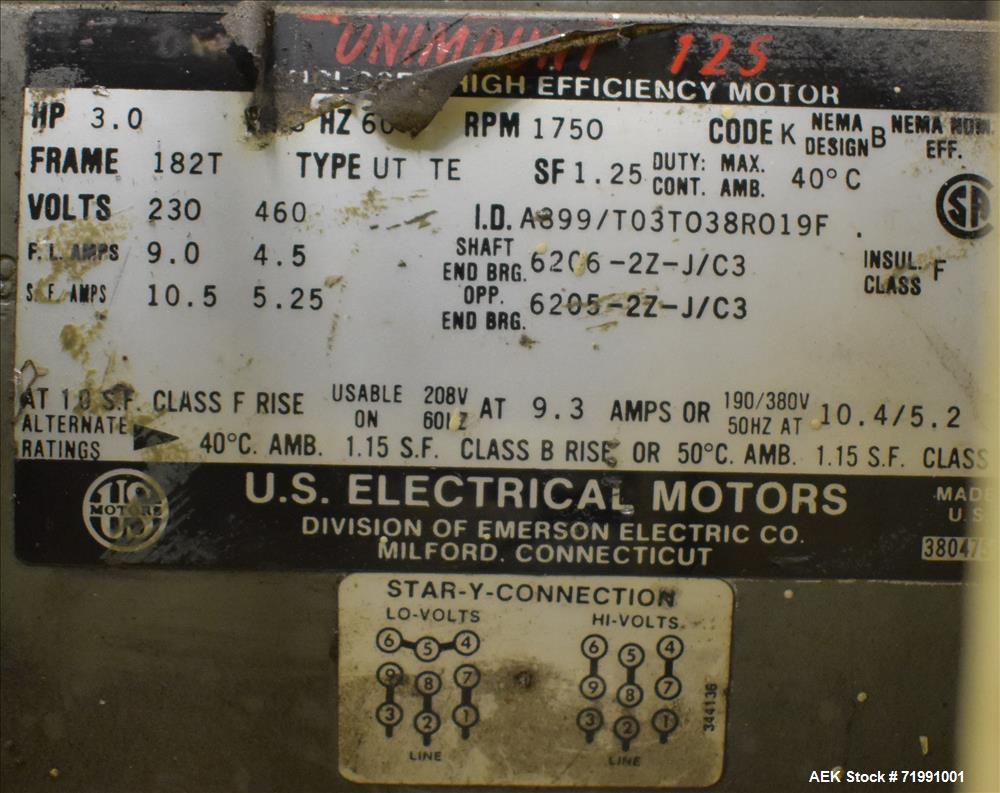 UNIMOUNT 125
HIGH EFFICIENCY MOTOR
HP 3.0 HZ 60 RPM 1750 CODE K NEMA DESIGN B NEMA NOM. EFF.
FRAME 182T TYPE UT TE SF 1.25 DUTY: CONT. MAX. AMB. 40°C
VOLTS 230 460 I.D. A899/T03T038R019F
SA
F.L. AMPS 9.0 4.5 SHAFT END BRG. 6206-2Z-J/C3 INSUL. CLASS F
S.F. AMPS 10.5 5.25 OPP. END BRG. 6205-2Z-J/C3
AT 1.0 S.F. CLASS F RISE USABLE ON 208V 60HZ AT 9.3 AMPS OR 190/380V 50HZ AT 10.4/5.2
ALTERNATE RATINGS 40°C. AMB. 1.15 S.F. CLASS B RISE OR 50°C. AMB. 1.15 S.F. CLASS
US MOTORS
U.S. ELECTRICAL MOTORS
DIVISION OF EMERSON ELECTRIC CO.
MILFORD, CONNECTICUT
MADE
U.S.
380475
STAR-Y-CONNECTION
LO-VOLTS HI-VOLTS
6 5 4 6 5 4
9 8 7 9 8 7
3 2 1 3 2 1
LINE LINE
344136
AEK Stock # 71991001